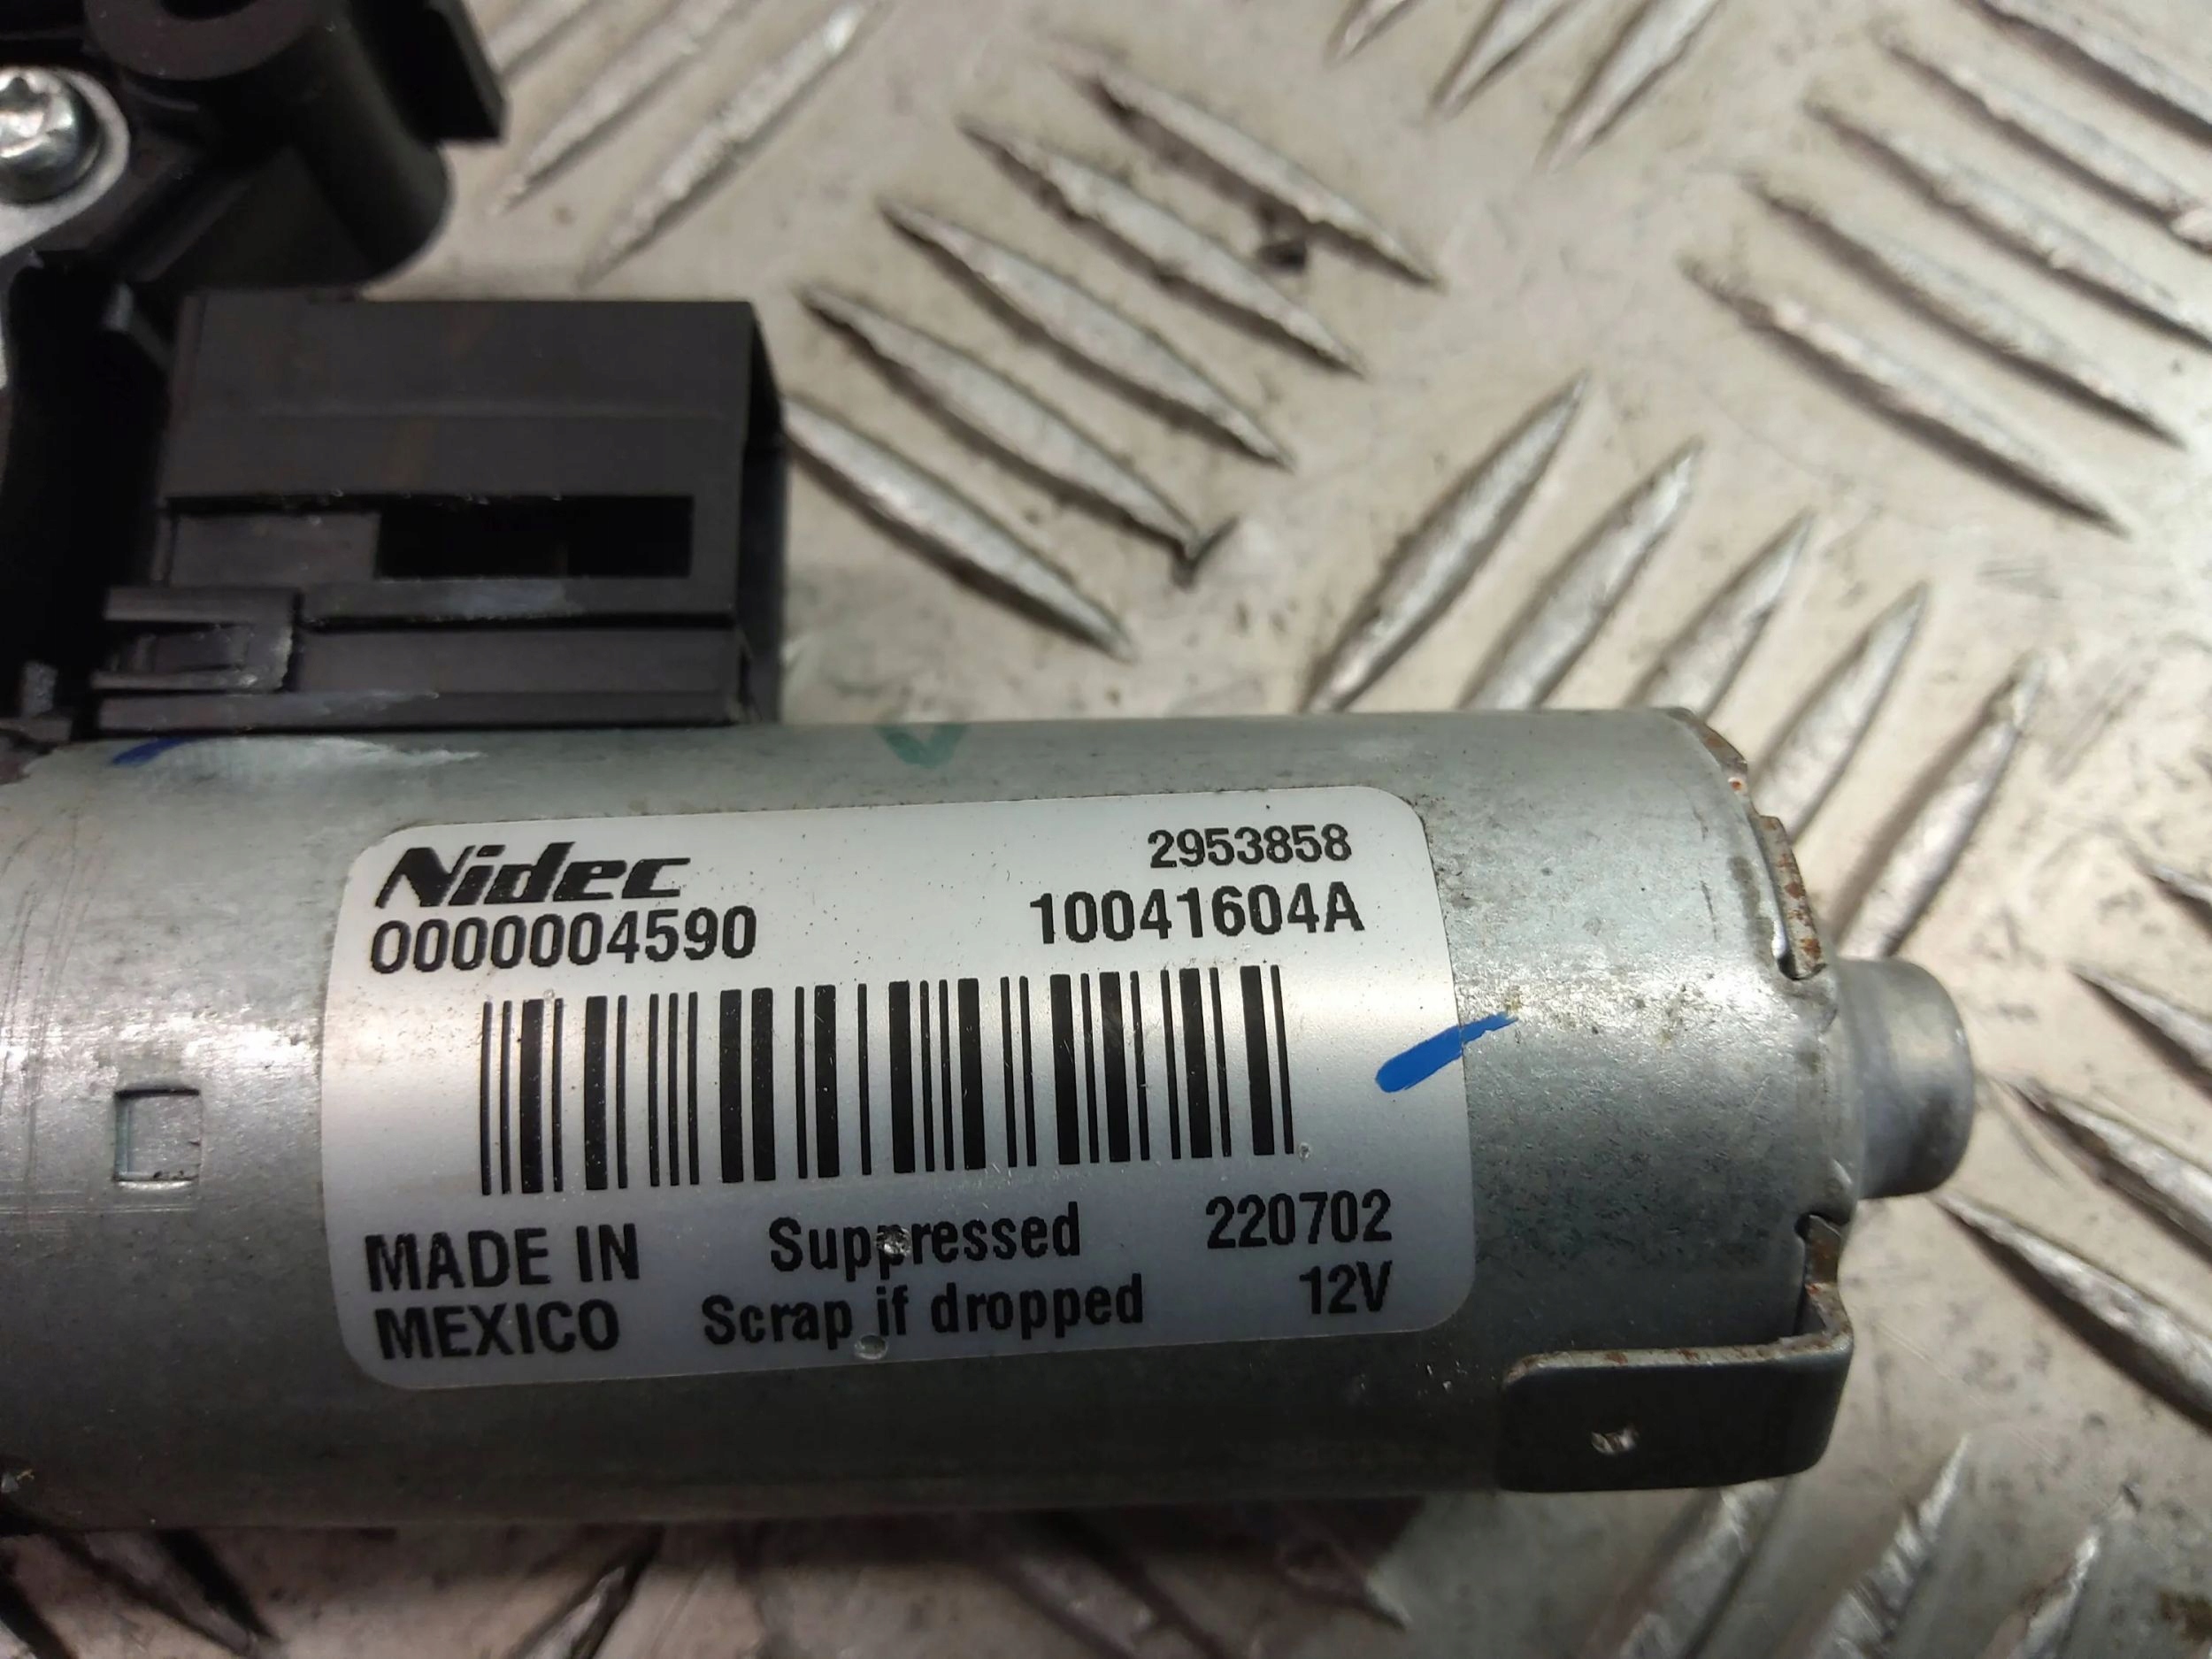 Nidec 2953858
0000004590 10041604A
MADE IN Suppressed 220702
MEXICO Scrap if dropped 12V